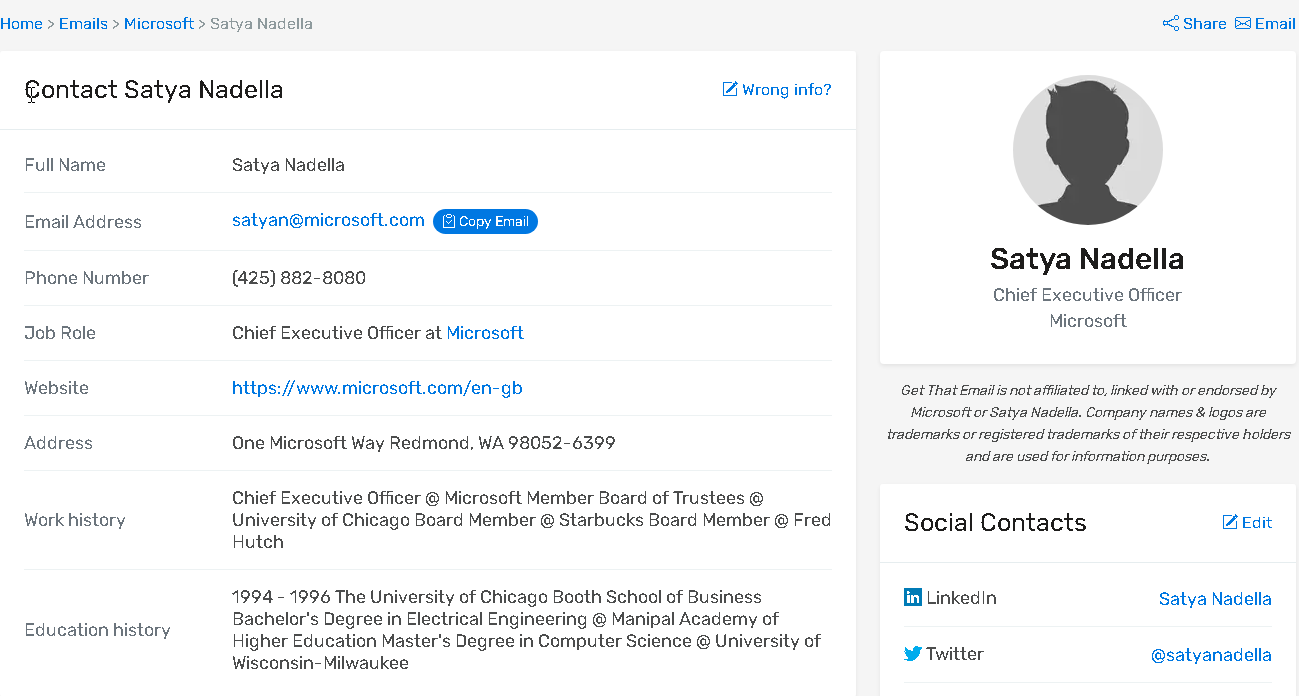 Home > Emails > Microsoft > Satya Nadella
Share Email
Contact Satya Nadella
Wrong info?
Full Name Satya Nadella
Email Address satyan@microsoft.com Copy Email
Phone Number (425) 882-8080
Job Role Chief Executive Officer at Microsoft
Website https://www.microsoft.com/en-gb
Address One Microsoft Way Redmond, WA 98052-6399
Work history
Chief Executive Officer @ Microsoft Member Board of Trustees @
University of Chicago Board Member @ Starbucks Board Member @ Fred
Hutch
Education history
1994 - 1996 The University of Chicago Booth School of Business
Bachelor's Degree in Electrical Engineering @ Manipal Academy of
Higher Education Master's Degree in Computer Science @ University of
Wisconsin-Milwaukee
Satya Nadella
Chief Executive Officer
Microsoft
Get That Email is not affiliated to, linked with or endorsed by
Microsoft or Satya Nadella. Company names & logos are
trademarks or registered trademarks of their respective holders
and are used for information purposes.
Social Contacts Edit
in LinkedIn Satya Nadella
Twitter @satyanadella